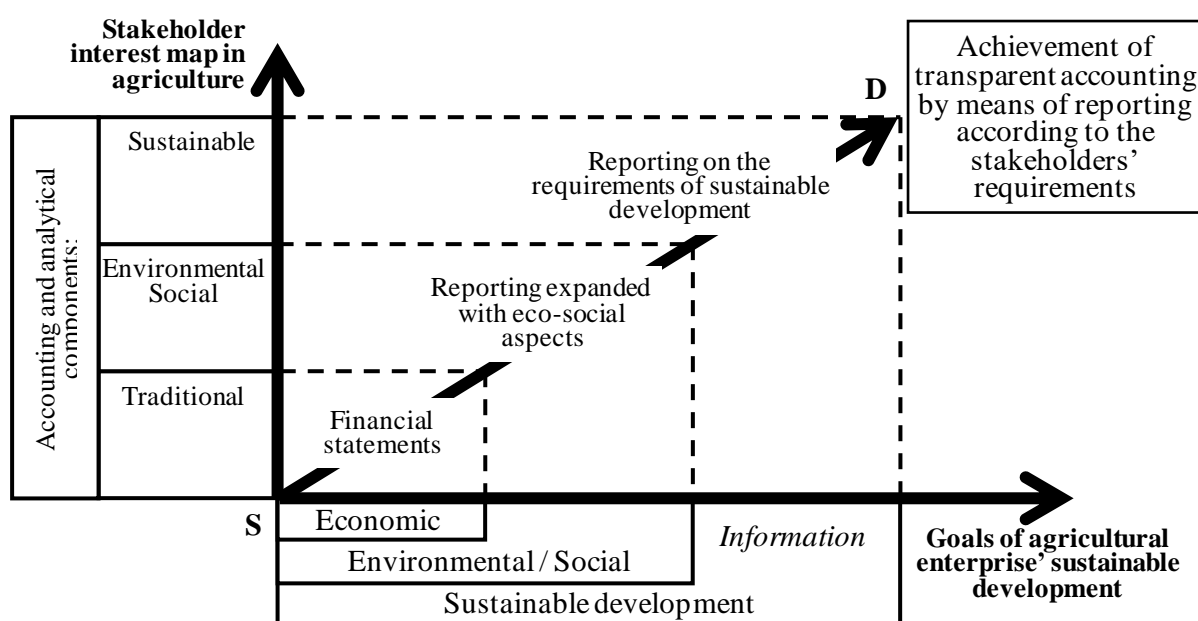 Stakeholder
interest map in
agriculture
D
Achievement of
transparent accounting
by means of reporting
according to the
stakeholders'
requirements
Accounting and analytical
components:
Sustainable
Environmental
Social
Traditional
Reporting on the
requirements of sustainable
development
Reporting expanded
with eco-social
aspects
Financial
statements
S
Economic
Environmental / Social
Sustainable development
Information
Goals of agricultural
enterprise' sustainable
development